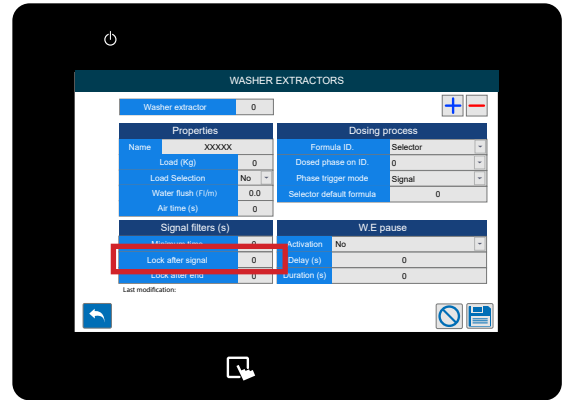 WASHER EXTRACTORS
Washer extractor 0
Properties
Name XXXXX
Load (Kg) 0
Load Selection No
Water flush (Fl/m) 0.0
Air time (s) 0
Dosing process
Formula ID. Selector
Dosed phase on ID. 0
Phase trigger mode Signal
Selector default formula 0
Signal filters (s)
Minimum time 0
Lock after signal 0
Lock after end 0
W.E pause
Activation No
Delay (s) 0
Duration (s) 0
Last modification: